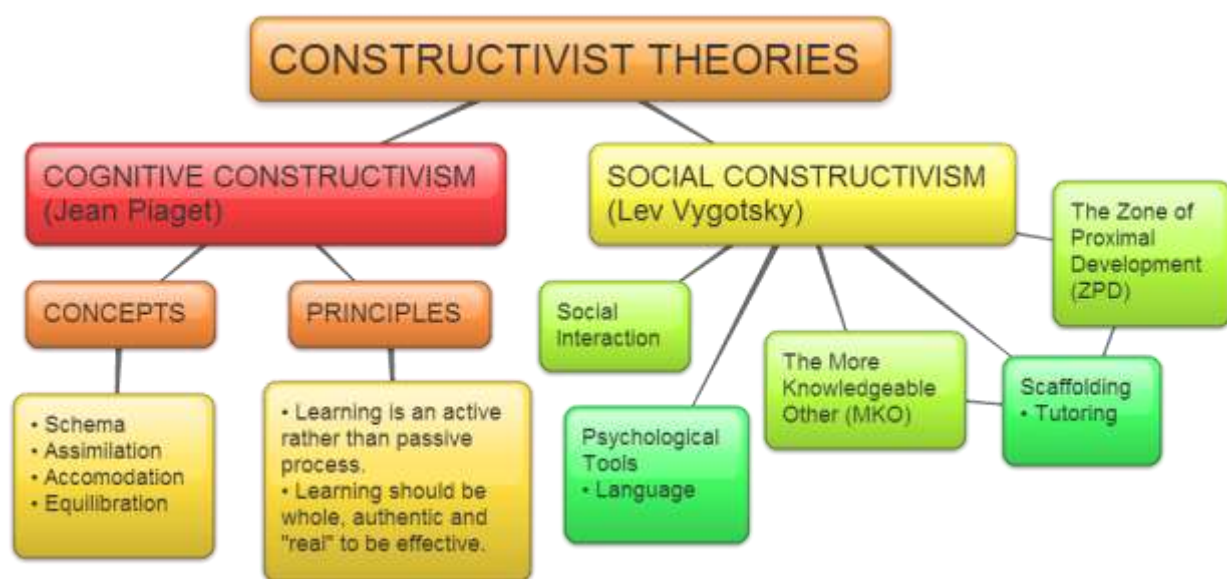 CONSTRUCTIVIST THEORIES
COGNITIVE CONSTRUCTIVISM
(Jean Piaget)
CONCEPTS
• Schema
• Assimilation
• Accomodation
• Equilibration
PRINCIPLES
• Learning is an active
rather than passive
process.
• Learning should be
whole, authentic and
"real" to be effective.
SOCIAL CONSTRUCTIVISM
(Lev Vygotsky)
Social
Interaction
Psychological
Tools
• Language
The More
Knowledgeable
Other (MKO)
Scaffolding
• Tutoring
The Zone of
Proximal
Development
(ZPD)